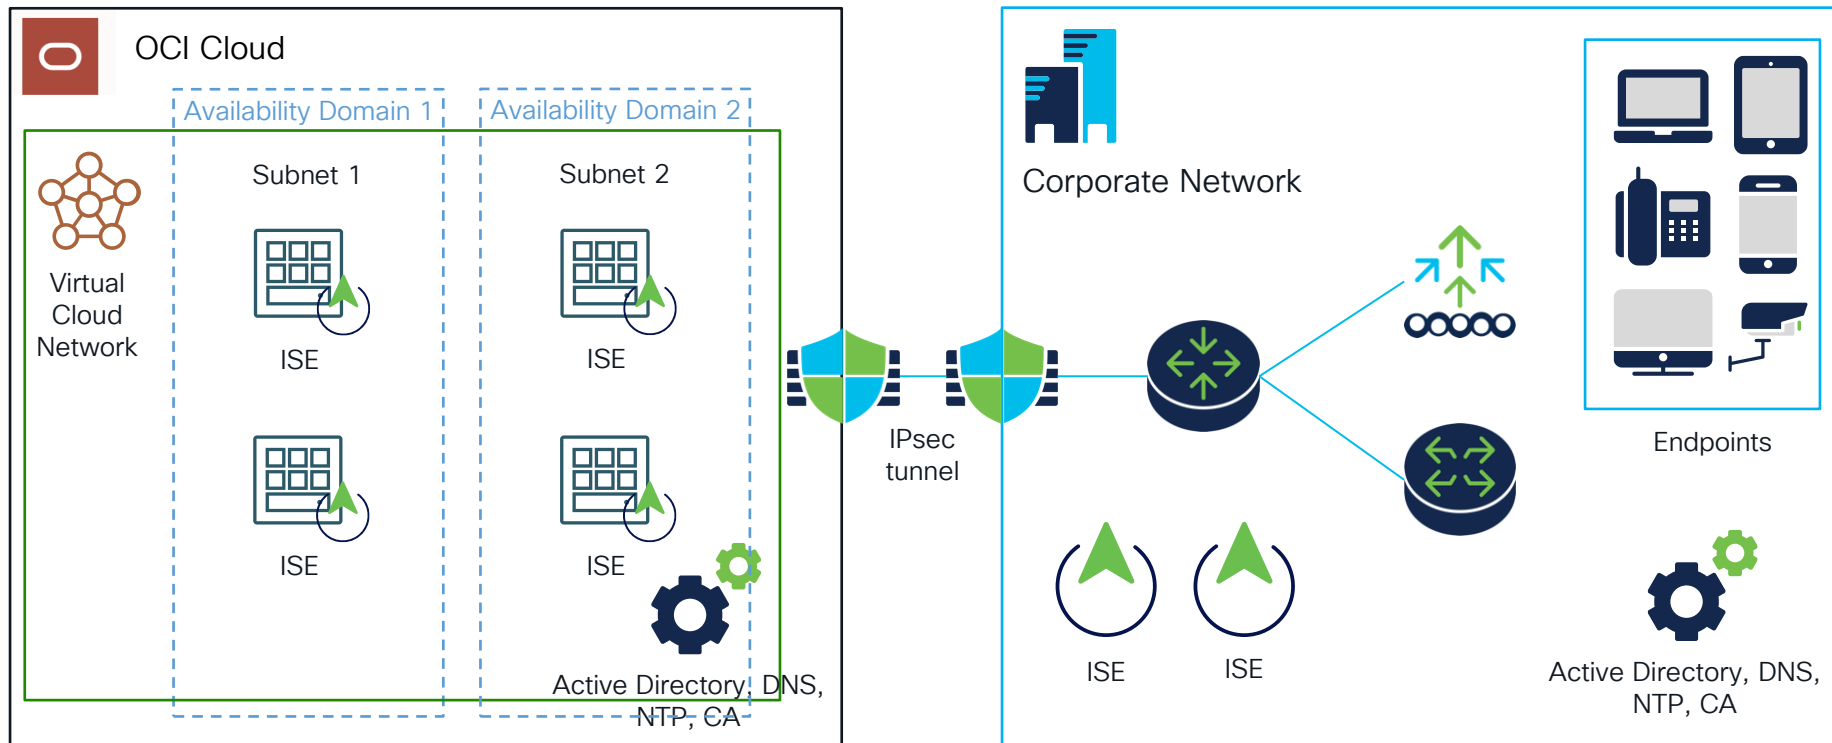 OCI Cloud
Availability Domain 1
Availability Domain 2
Subnet 1
Subnet 2
Virtual
Cloud
Network
ISE
ISE
ISE
ISE
Active Directory, DNS,
NTP, CA
IPsec
tunnel
Corporate Network
Endpoints
ISE
ISE
Active Directory, DNS,
NTP, CA